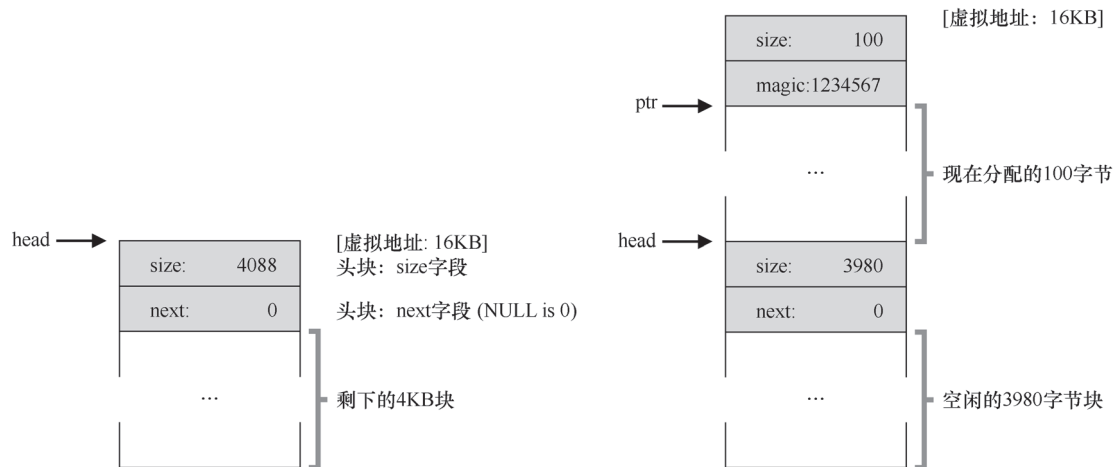 head
[虚拟地址: 16KB]
size: 4088
头块：size字段
next: 0
头块：next字段 (NULL is 0)
…
剩下的4KB块
[虚拟地址：16KB]
size: 100
magic:1234567
ptr
…
现在分配的100字节
head
size: 3980
next: 0
…
空闲的3980字节块